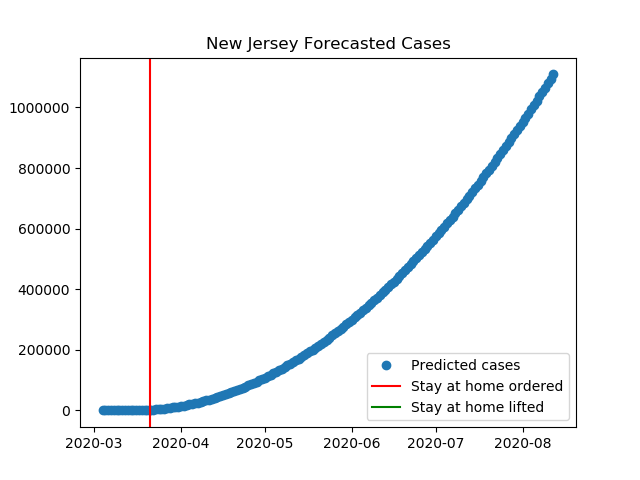 New Jersey Forecasted Cases
1000000
800000
600000
400000
200000
0
Predicted cases
Stay at home ordered
Stay at home lifted
2020-03 2020-04 2020-05 2020-06 2020-07 2020-08